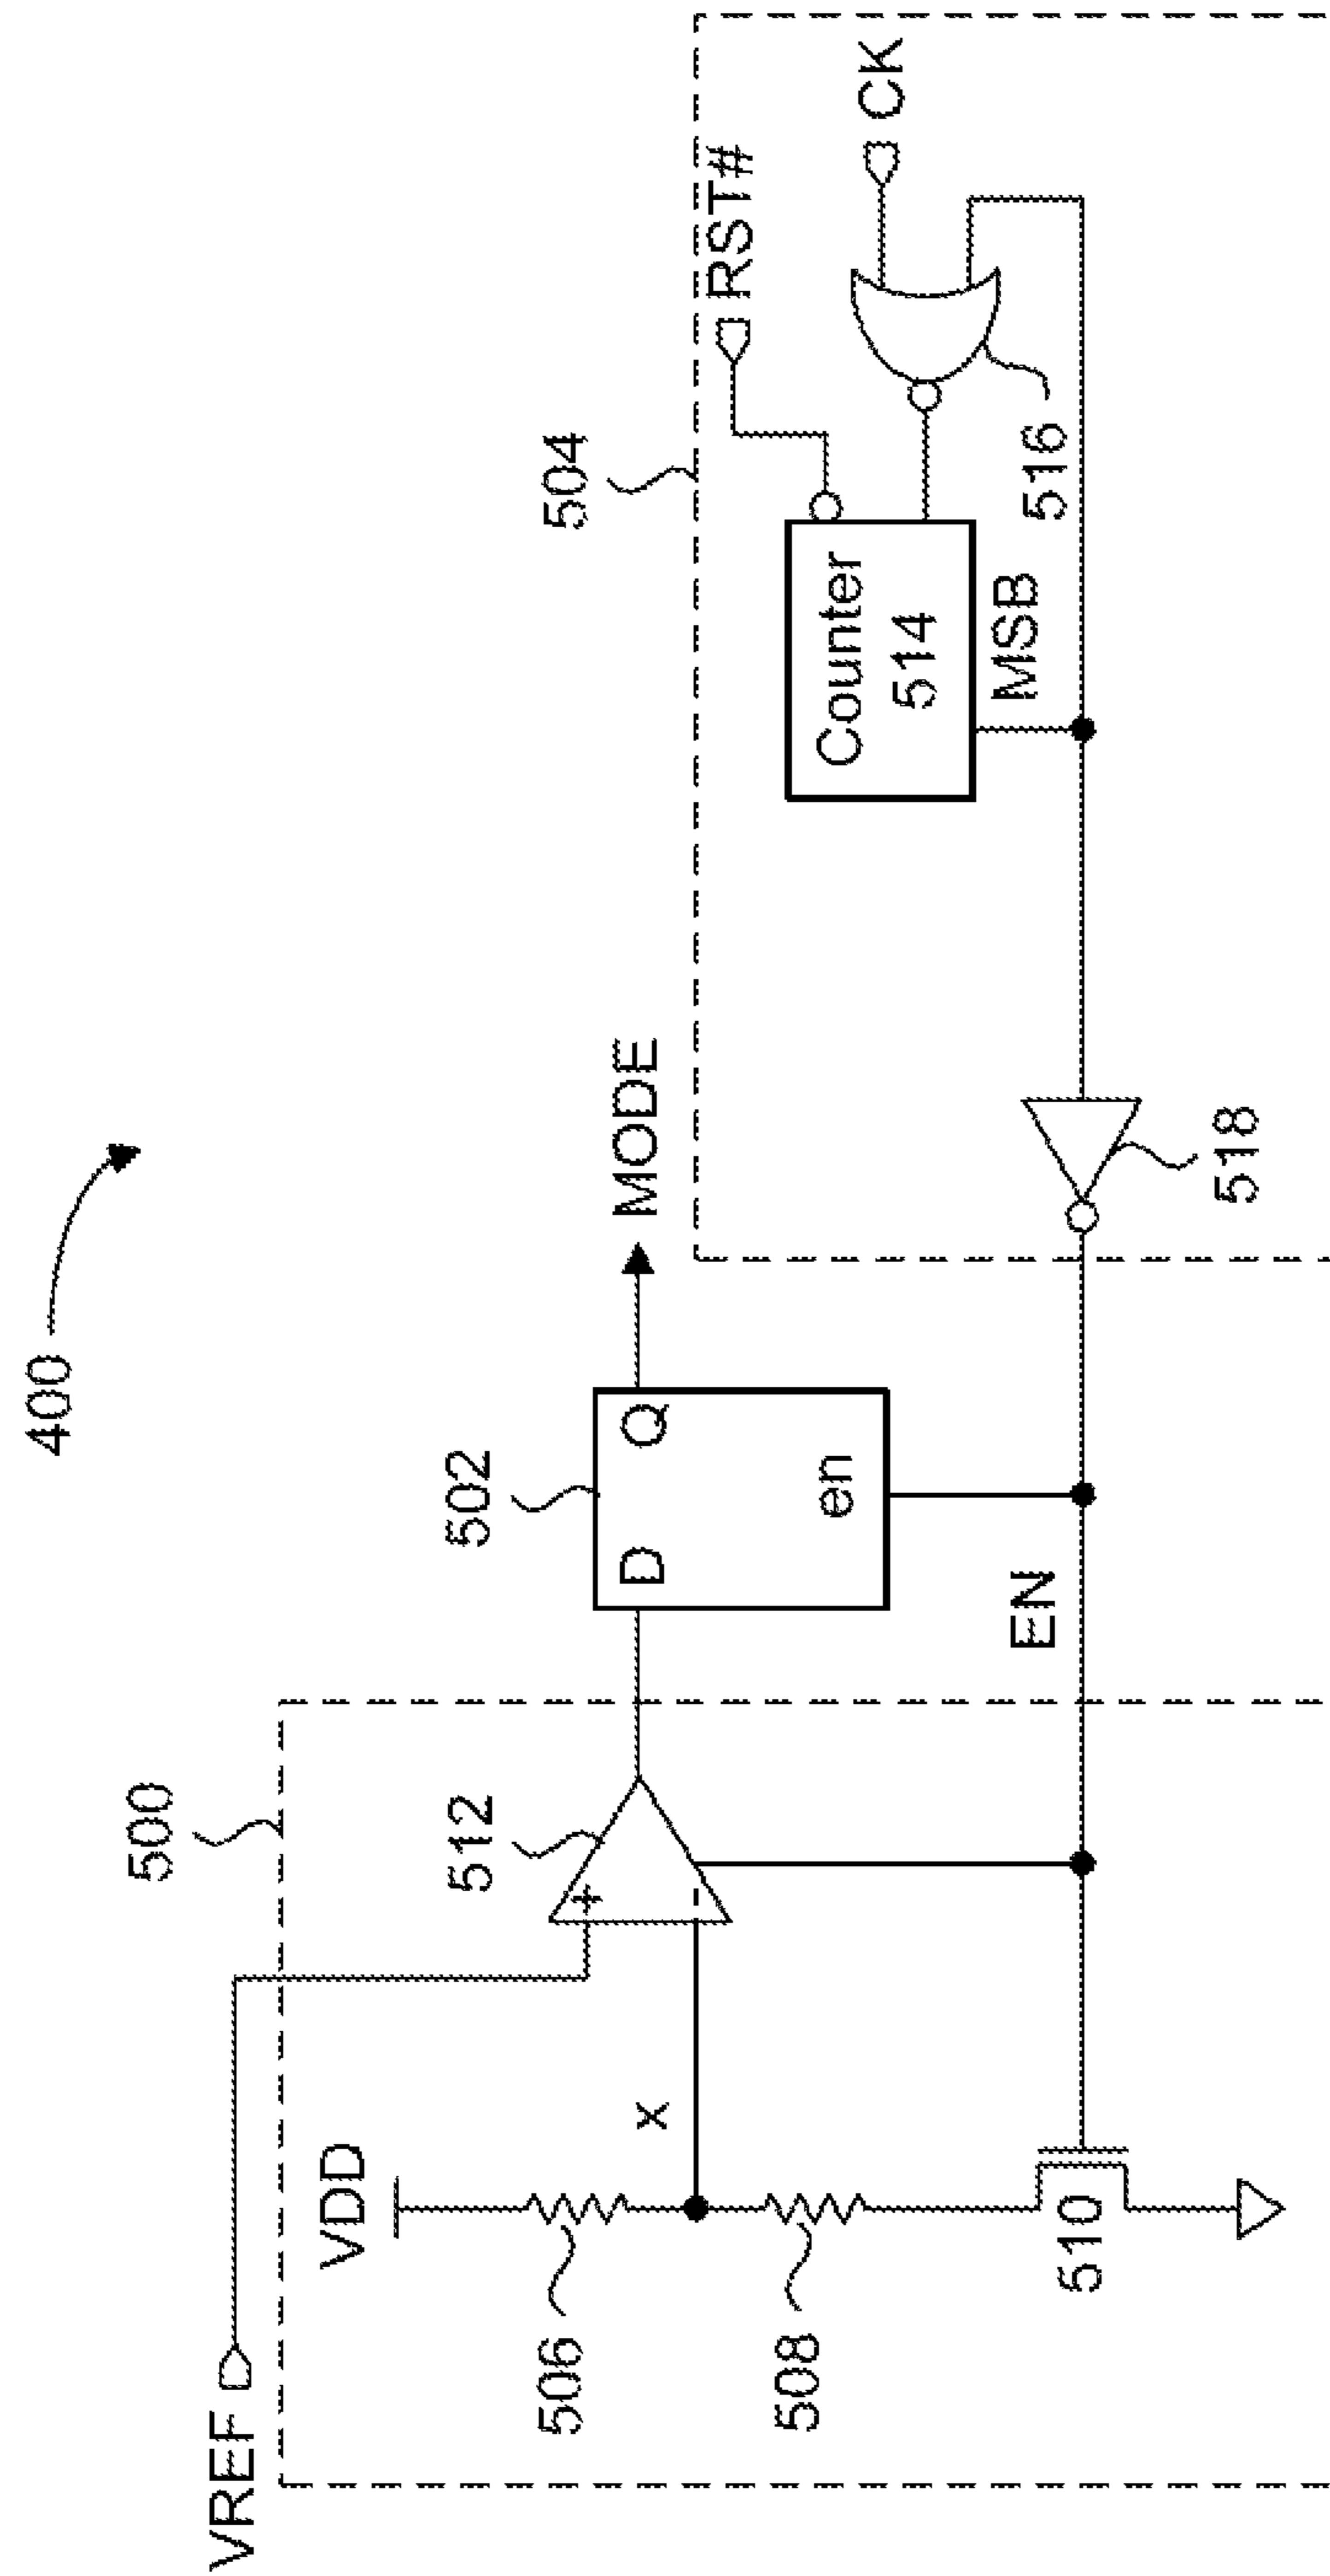 400
500
VREF
VDD
506
508
510
x
+
-
512
502
D
Q
en
EN
MODE
504
RST#
CK
Counter
514
MSB
516
518